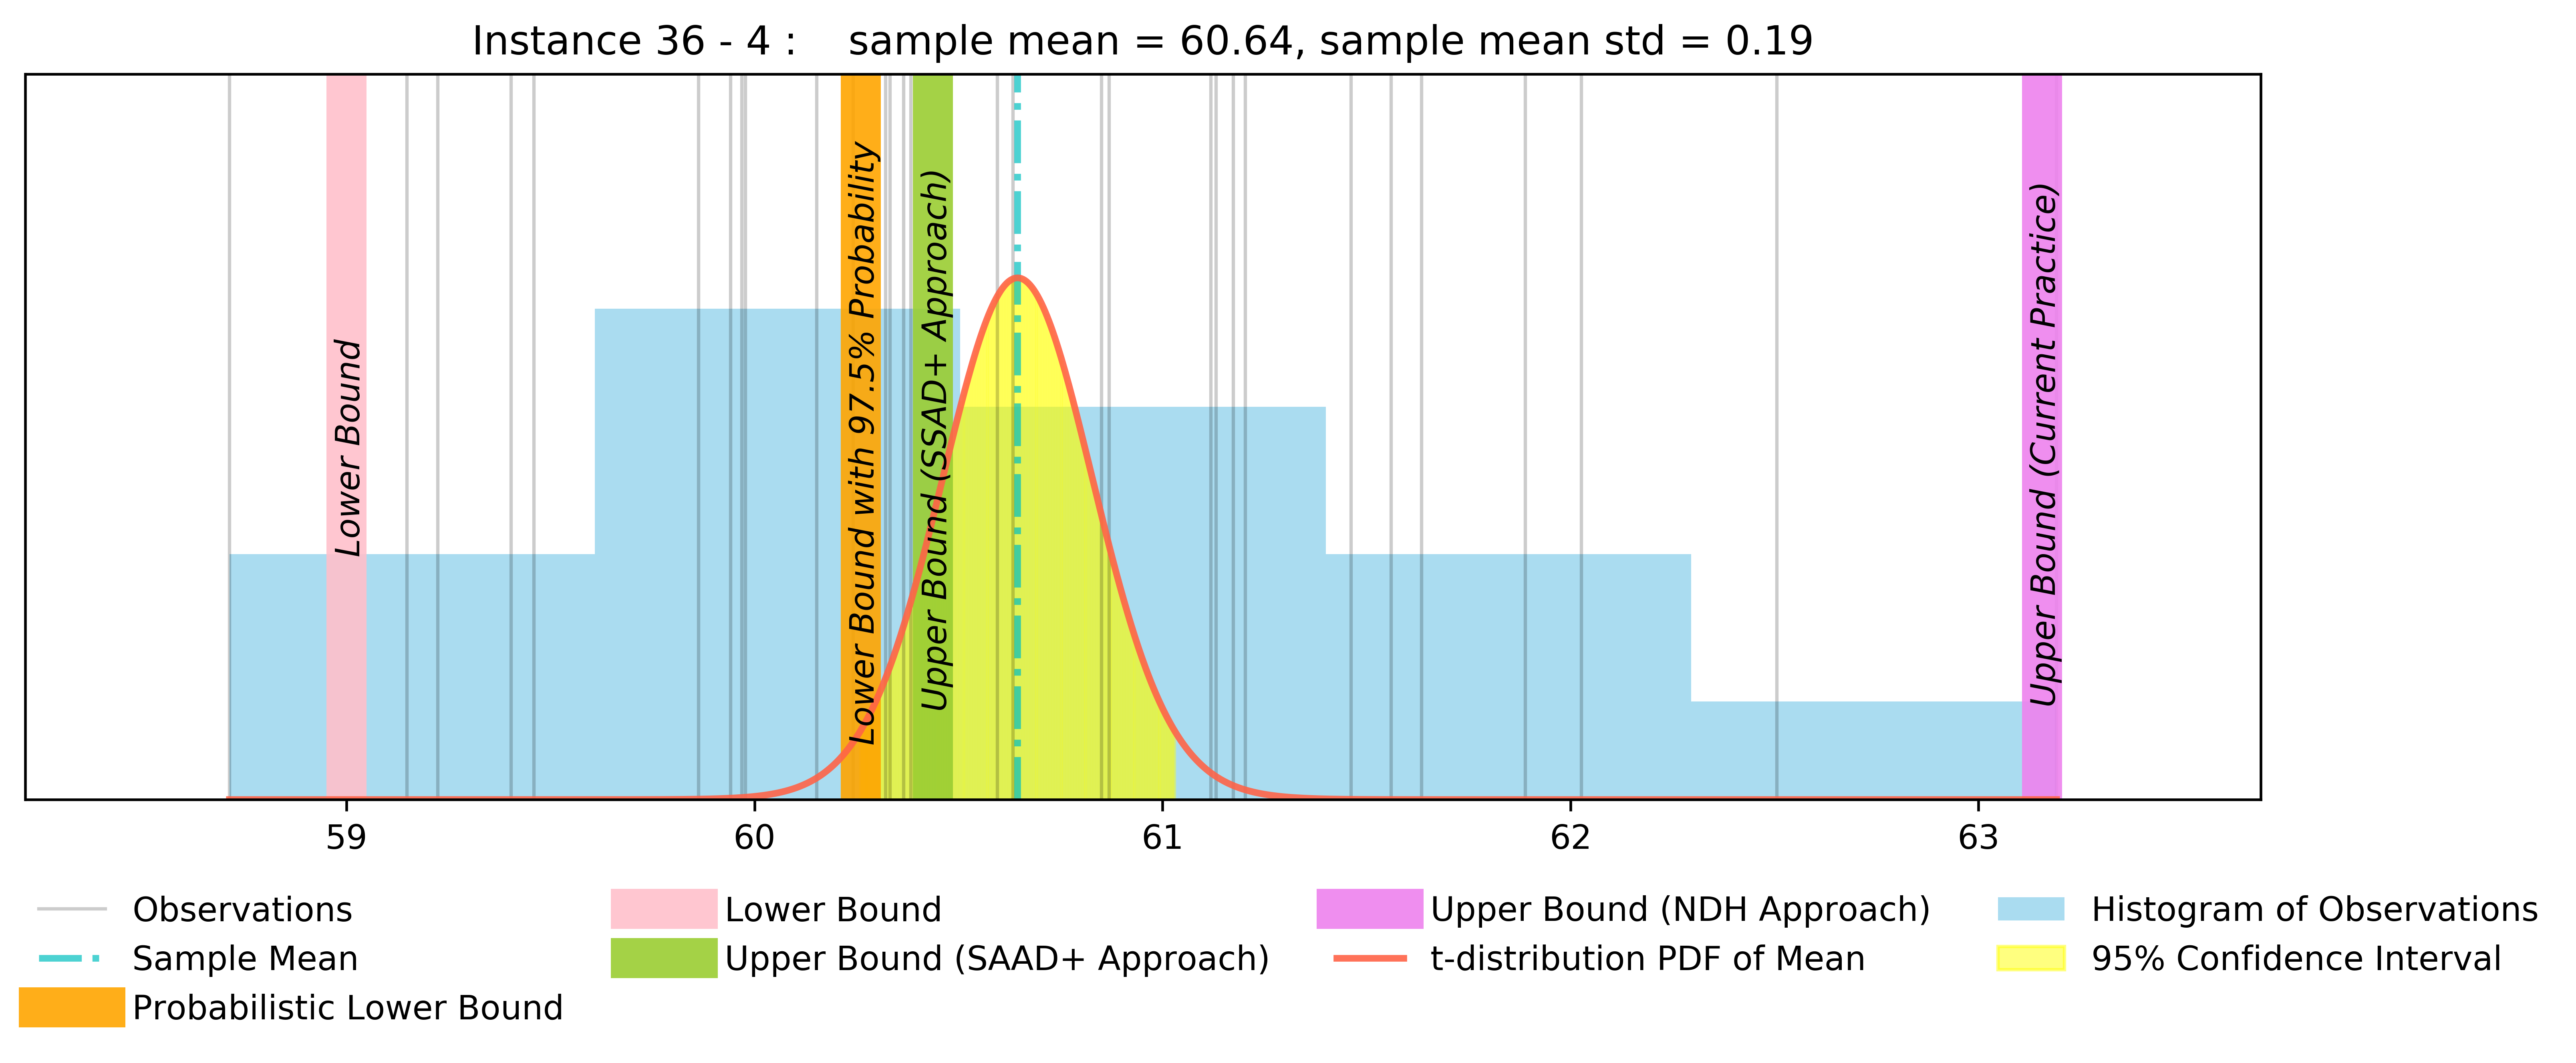 Instance 36 - 4 :    sample mean = 60.64, sample mean std = 0.19
Lower Bound
Lower Bound with 97.5% Probability
Upper Bound (SSAD+ Approach)
Upper Bound (Current Practice)
59
60
61
62
63
Observations
Sample Mean
Probabilistic Lower Bound
Lower Bound
Upper Bound (SAAD+ Approach)
Upper Bound (NDH Approach)
t-distribution PDF of Mean
Histogram of Observations
95% Confidence Interval